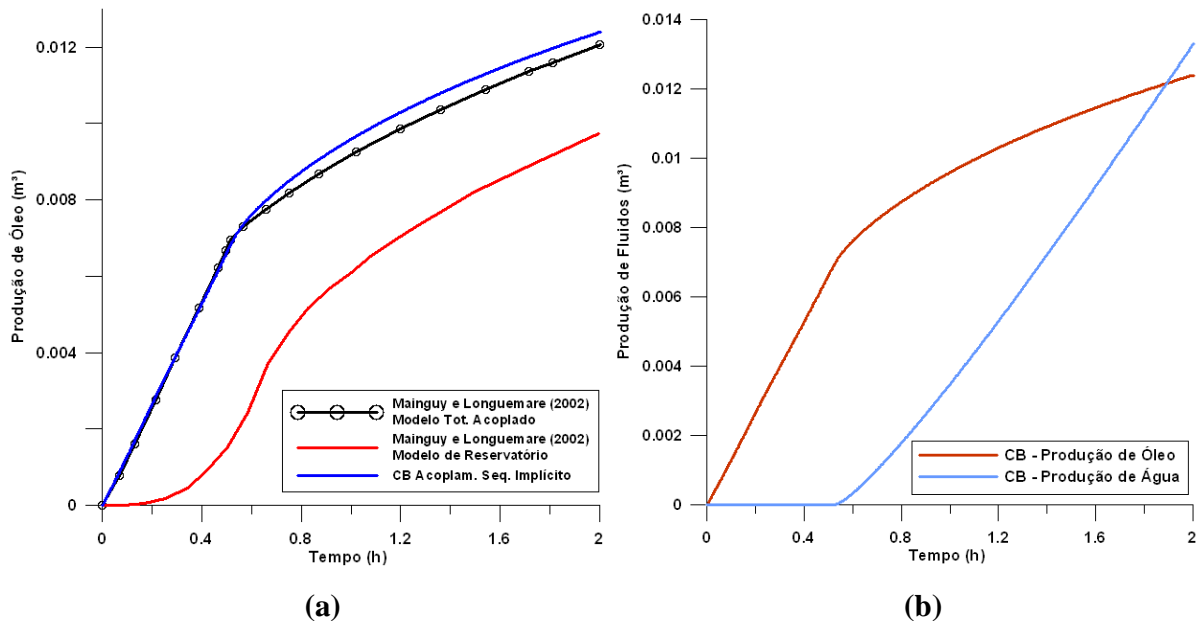 0.012
0.008
0.004
0
Produção de Óleo (m³)
0
0.4
0.8
1.2
1.6
2
Tempo (h)
Mainguy e Longuemare (2002)
Modelo Tot. Acoplado
Mainguy e Longuemare (2002)
Modelo de Reservatório
CB Acoplam. Seq. Implícito
(a)
0.014
0.012
0.01
0.008
0.006
0.004
0.002
0
Produção de Fluidos (m³)
0
0.4
0.8
1.2
1.6
2
Tempo (h)
CB - Produção de Óleo
CB - Produção de Água
(b)